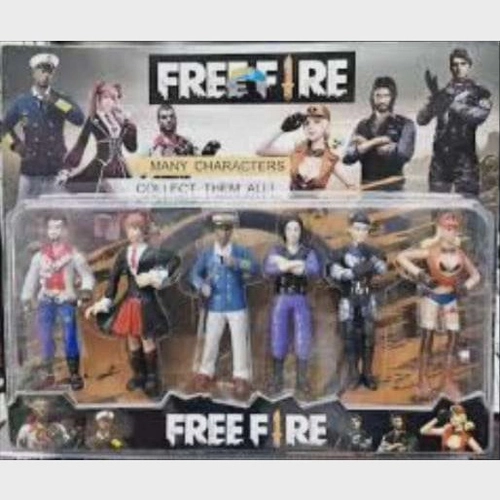 FREE FIRE
MANY CHARACTERS
COLLECT THEM ALL!
FREE FIRE